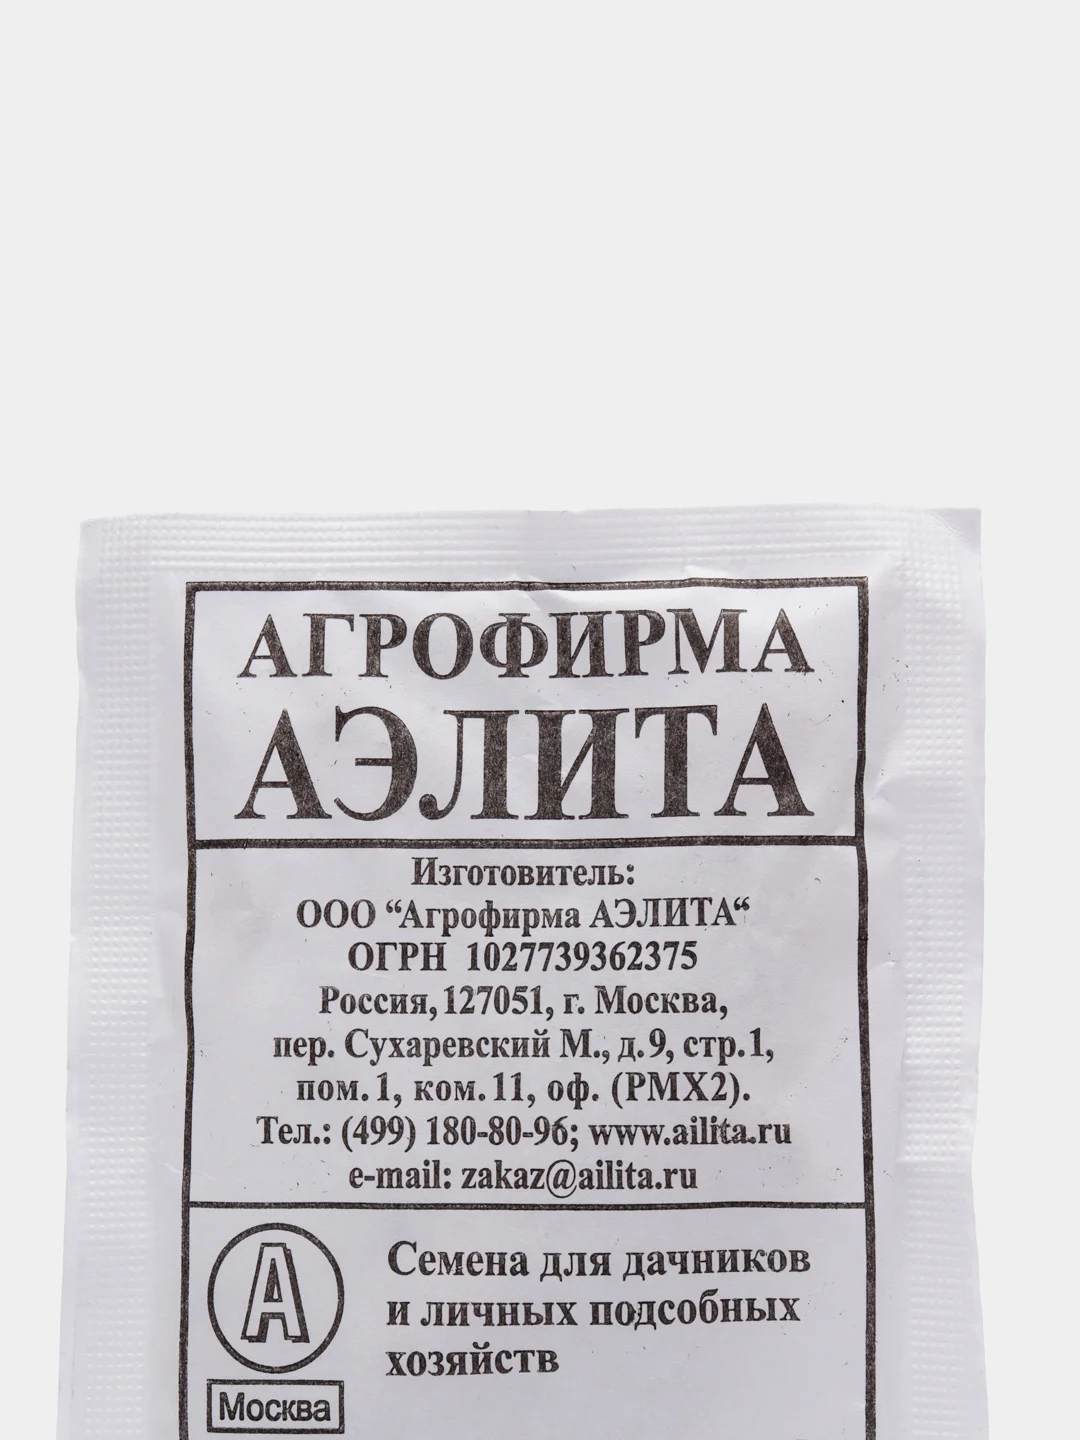 АГРОФИРМА
АЭЛИТА
Изготовитель:
ООО “Агрофирма АЭЛИТА“
ОГРН 1027739362375
Россия, 127051, г. Москва,
пер. Сухаревский М., д. 9, стр. 1,
пом. 1, ком. 11, оф. (РМХ2).
Тел.: (499) 180-80-96; www.ailita.ru
e-mail: zakaz@ailita.ru
А
Москва
Семена для дачников
и личных подсобных
хозяйств